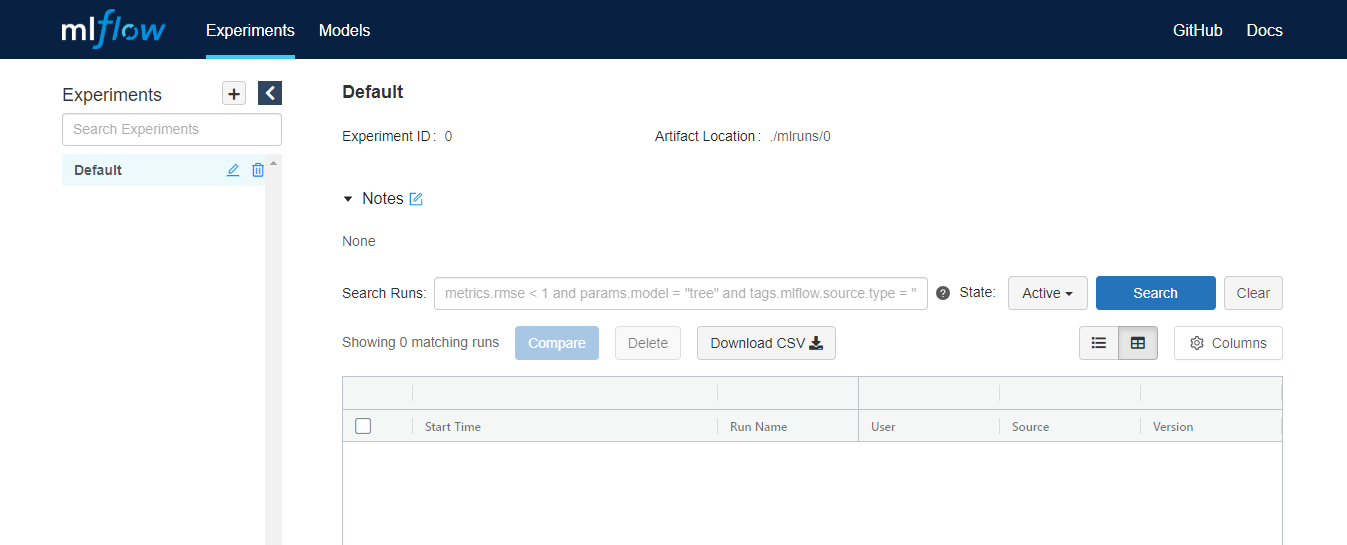 mlflow Experiments Models GitHub Docs
Experiments
Search Experiments
Default
Default
Experiment ID : 0 Artifact Location : ./mlruns/0
Notes
None
Search Runs: metrics.rmse < 1 and params.model = "tree" and tags.mlflow.source.type = " ? State: Active Search Clear
Showing 0 matching runs Compare Delete Download CSV Columns
Start Time Run Name User Source Version